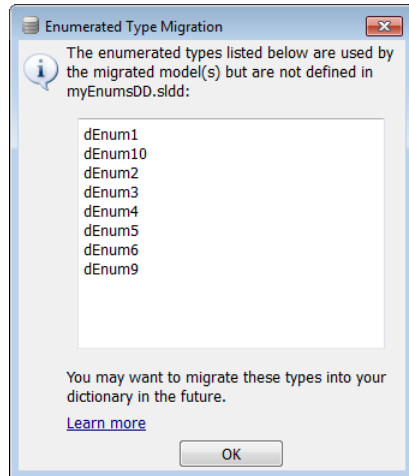 Enumerated Type Migration
The enumerated types listed below are used by
the migrated model(s) but are not defined in
myEnumsDD.sldd:
dEnum1
dEnum10
dEnum2
dEnum3
dEnum4
dEnum5
dEnum6
dEnum9
You may want to migrate these types into your
dictionary in the future.
Learn more
OK